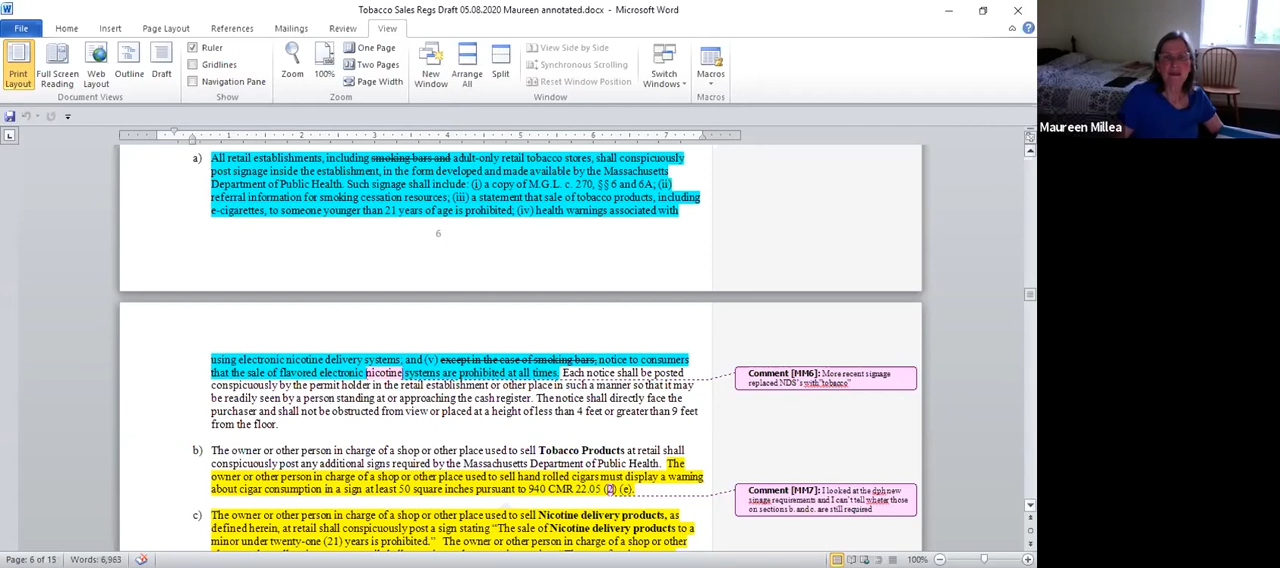 Tobacco Sales Regs Draft 05.08.2020 Maureen annotated.docx - Microsoft Word
File Home Insert Page Layout References Mailings Review View
Print Layout
Full Screen Reading
Web Layout
Outline
Draft
Document Views
Ruler
Gridlines
Navigation Pane
Show
Zoom
100%
One Page
Two Pages
Page Width
Zoom
New Window
Arrange All
Split
View Side by Side
Synchronous Scrolling
Reset Window Position
Window
Switch Windows
Macros
Macros
1 2 3 4 5 6 7
Maureen Millea
a) All retail establishments, including smoking bars and adult-only retail tobacco stores, shall conspicuously
post signage inside the establishment, in the form developed and made available by the Massachusetts
Department of Public Health. Such signage shall include: (i) a copy of M.G.L. c. 270, §§ 6 and 6A; (ii)
referral information for smoking cessation resources; (iii) a statement that sale of tobacco products, including
e-cigarettes, to someone younger than 21 years of age is prohibited; (iv) health warnings associated with
6
using electronic nicotine delivery systems; and (v) except in the case of smoking bars, notice to consumers
that the sale of flavored electronic nicotine systems are prohibited at all times. Each notice shall be posted
conspicuously by the permit holder in the retail establishment or other place in such a manner so that it may
be readily seen by a person standing at or approaching the cash register. The notice shall directly face the
purchaser and shall not be obstructed from view or placed at a height of less than 4 feet or greater than 9 feet
from the floor.
Comment [MM6]: More recent signage
replaced NDS's with"tobacco"
b) The owner or other person in charge of a shop or other place used to sell Tobacco Products at retail shall
conspicuously post any additional signs required by the Massachusetts Department of Public Health. The
owner or other person in charge of a shop or other place used to sell hand rolled cigars must display a warning
about cigar consumption in a sign at least 50 square inches pursuant to 940 CMR 22.05 (2) (e).
Comment [MM7]: I looked at the dph new
sinage requirements and I can't tell wheter those
on sections b. and c. are still required
c) The owner or other person in charge of a shop or other place used to sell Nicotine delivery products, as
defined herein, at retail shall conspicuously post a sign stating "The sale of Nicotine delivery products to a
minor under twenty-one (21) years is prohibited." The owner or other person in charge of a shop or other
Page: 6 of 15 Words: 6,963 100%